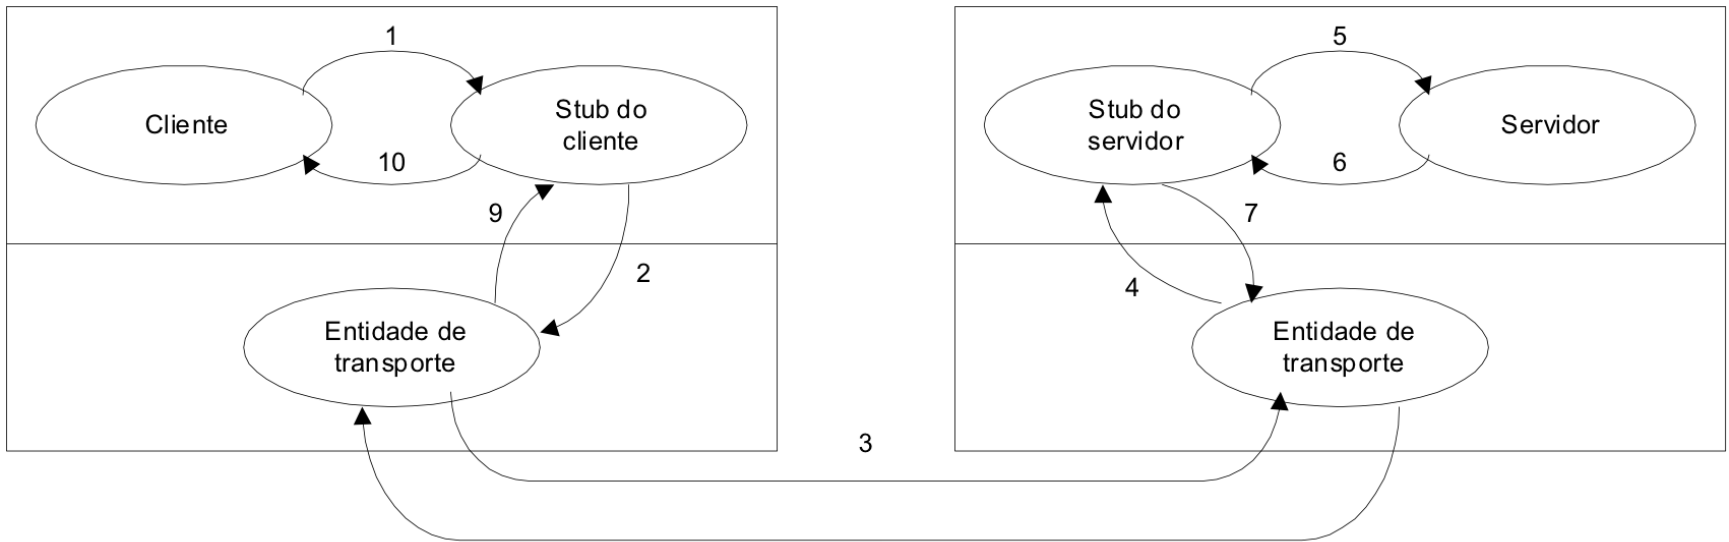 1
5
Cliente
Stub do
cliente
Stub do
servidor
Servidor
10
6
9
7
2
4
Entidade de
transporte
Entidade de
transporte
3